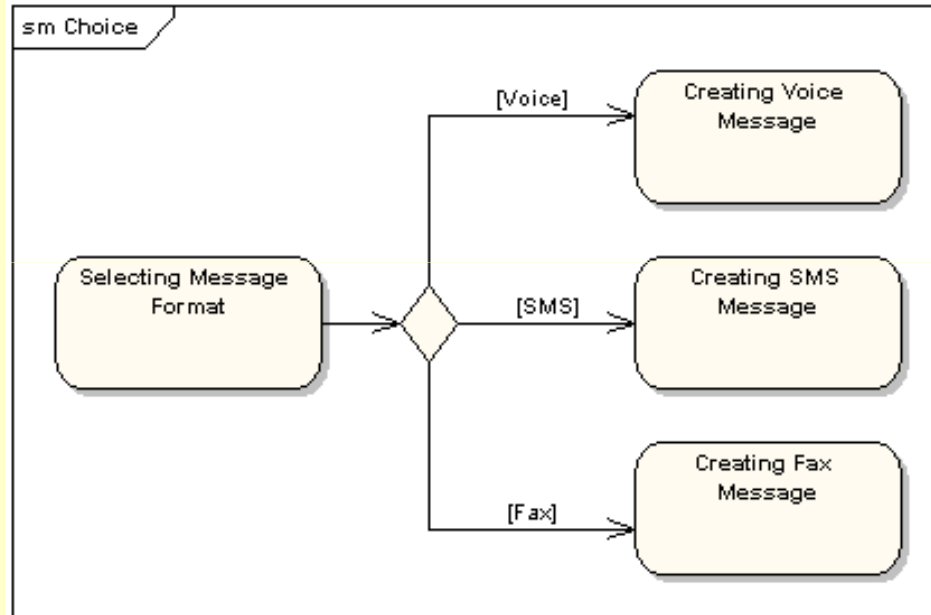 sm Choice
[Voice]
Creating Voice
Message
Selecting Message
Format
[SMS]
Creating SMS
Message
[Fax]
Creating Fax
Message